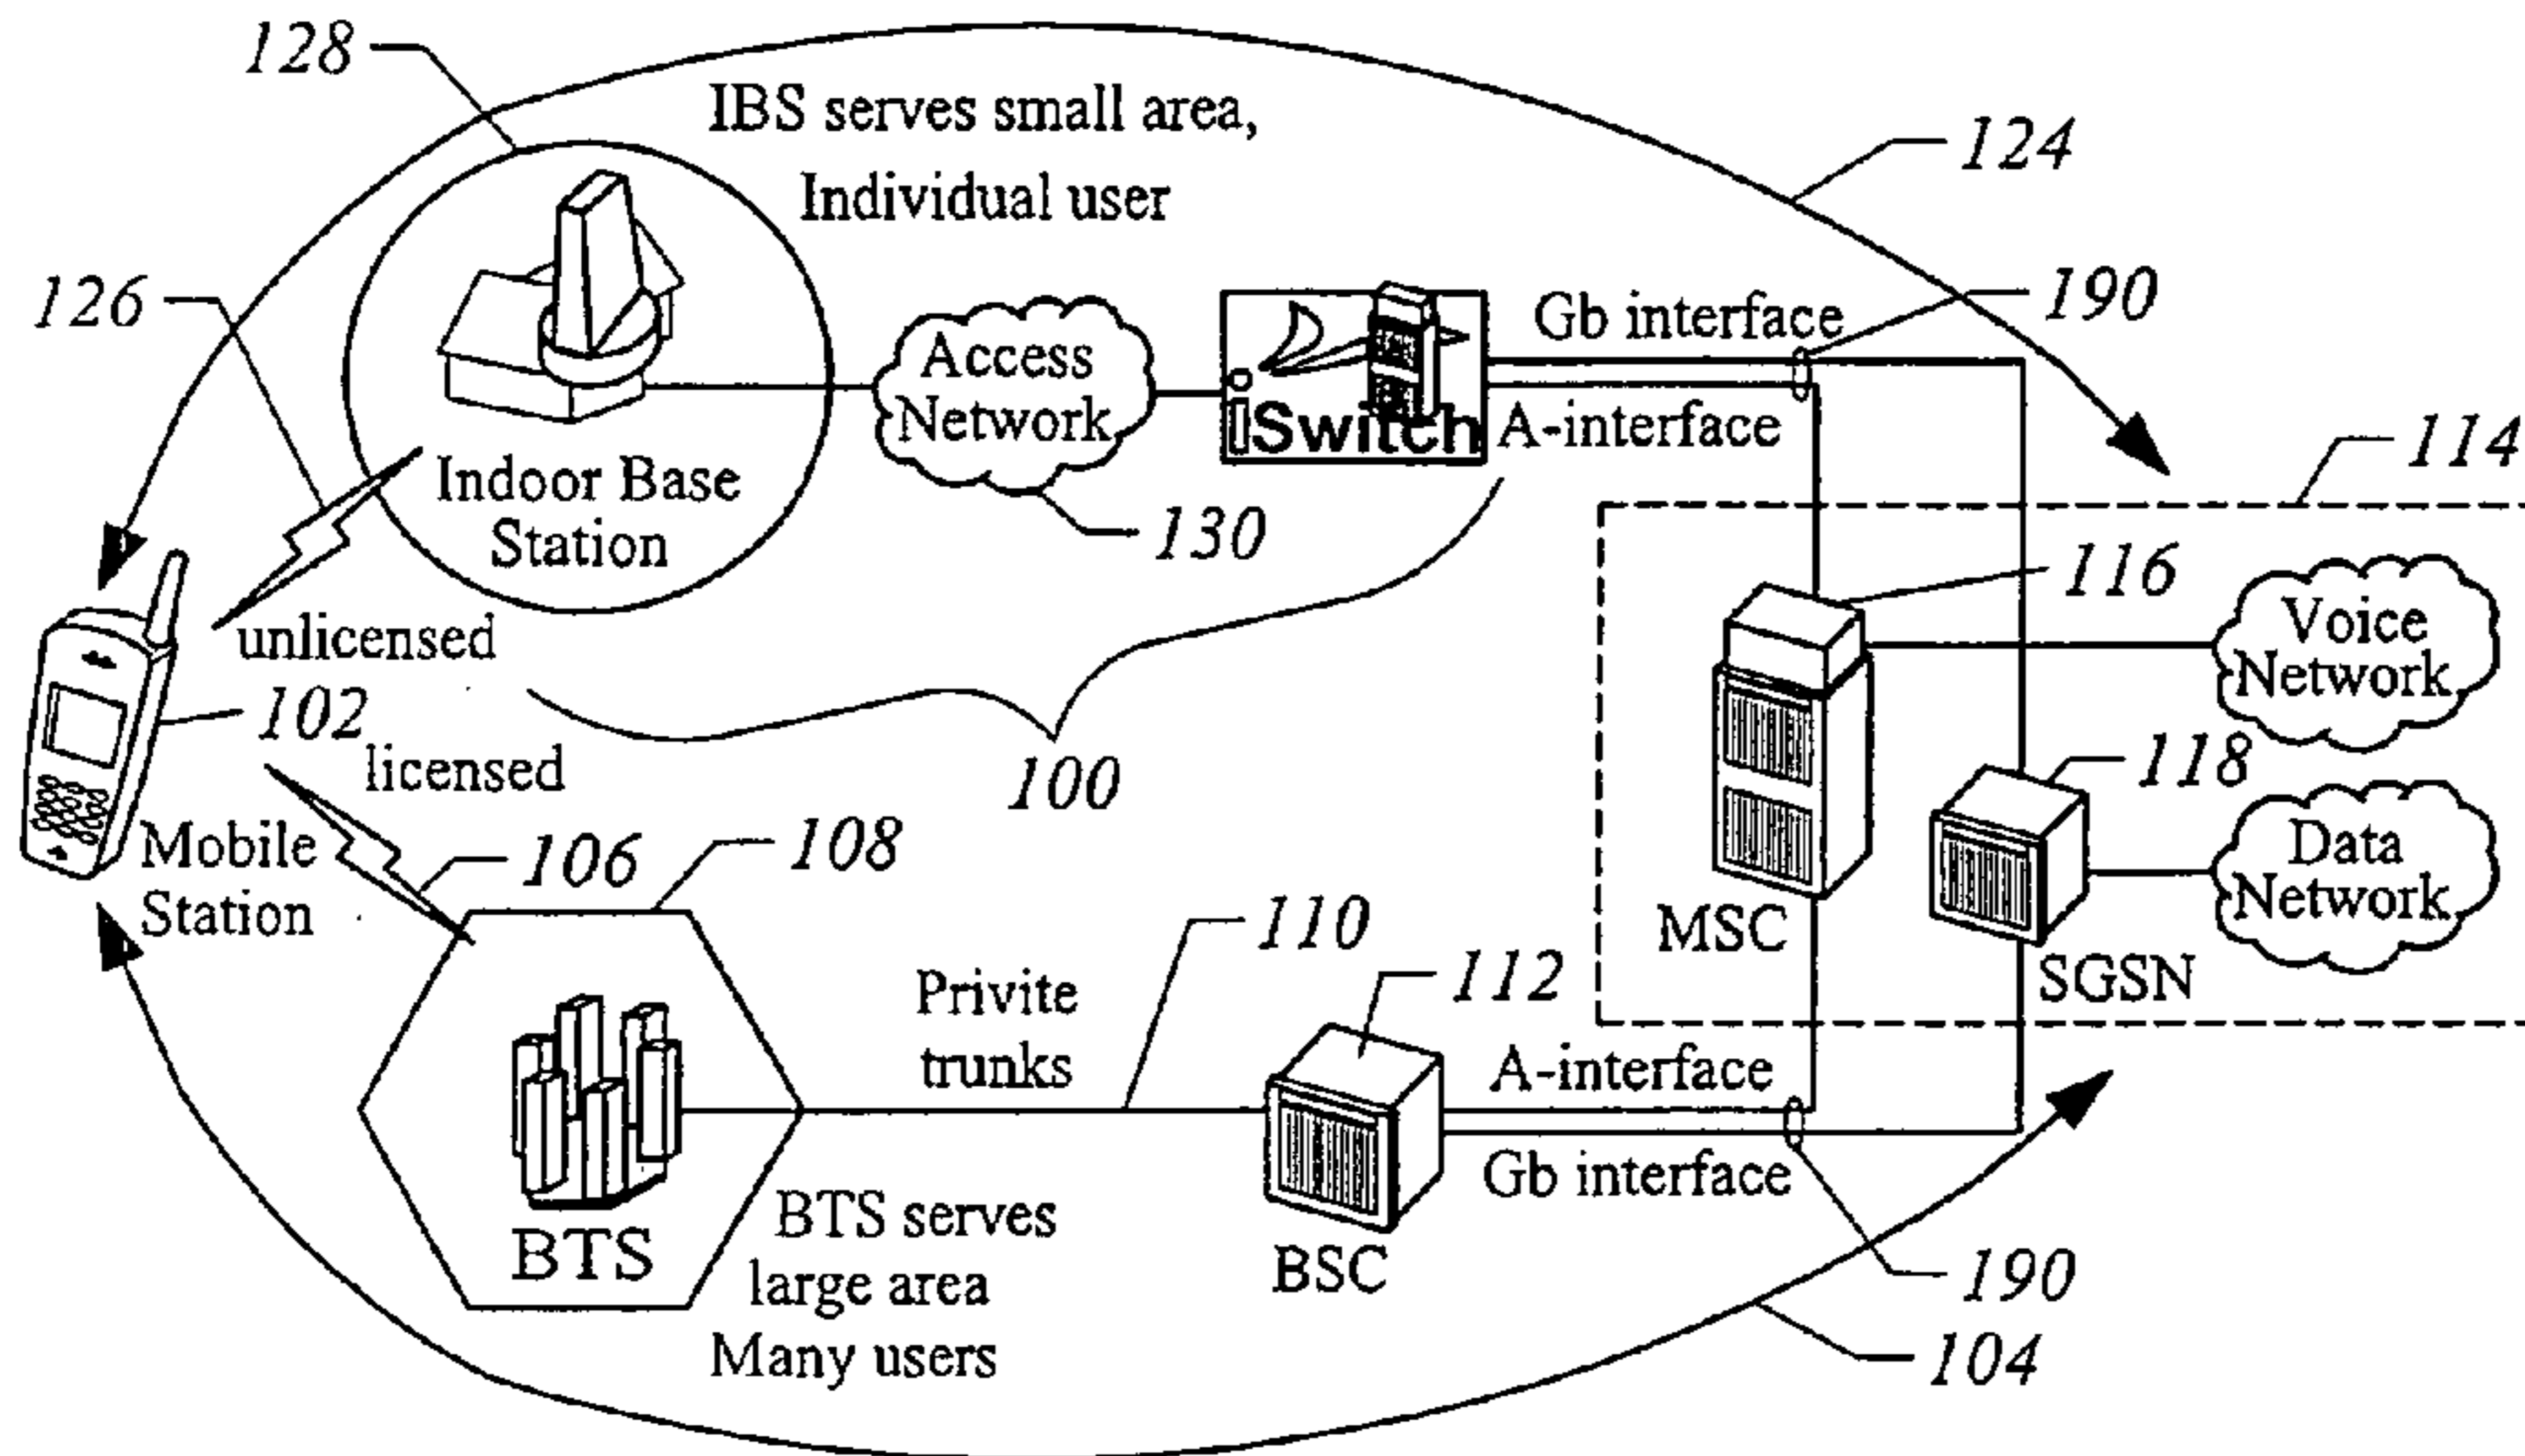 128
IBS serves small area,
Individual user
124
126
190
Gb interface
Access
Network
iSwitch
A-interface
114
Indoor Base
Station
130
116
unlicensed
Voice
Network
102
licensed
100
118
Mobile
Station
106
108
Data
Network
MSC
SGSN
110
Privite
trunks
112
A-interface
Gb interface
BTS
BTS serves
large area
Many users
BSC
190
104